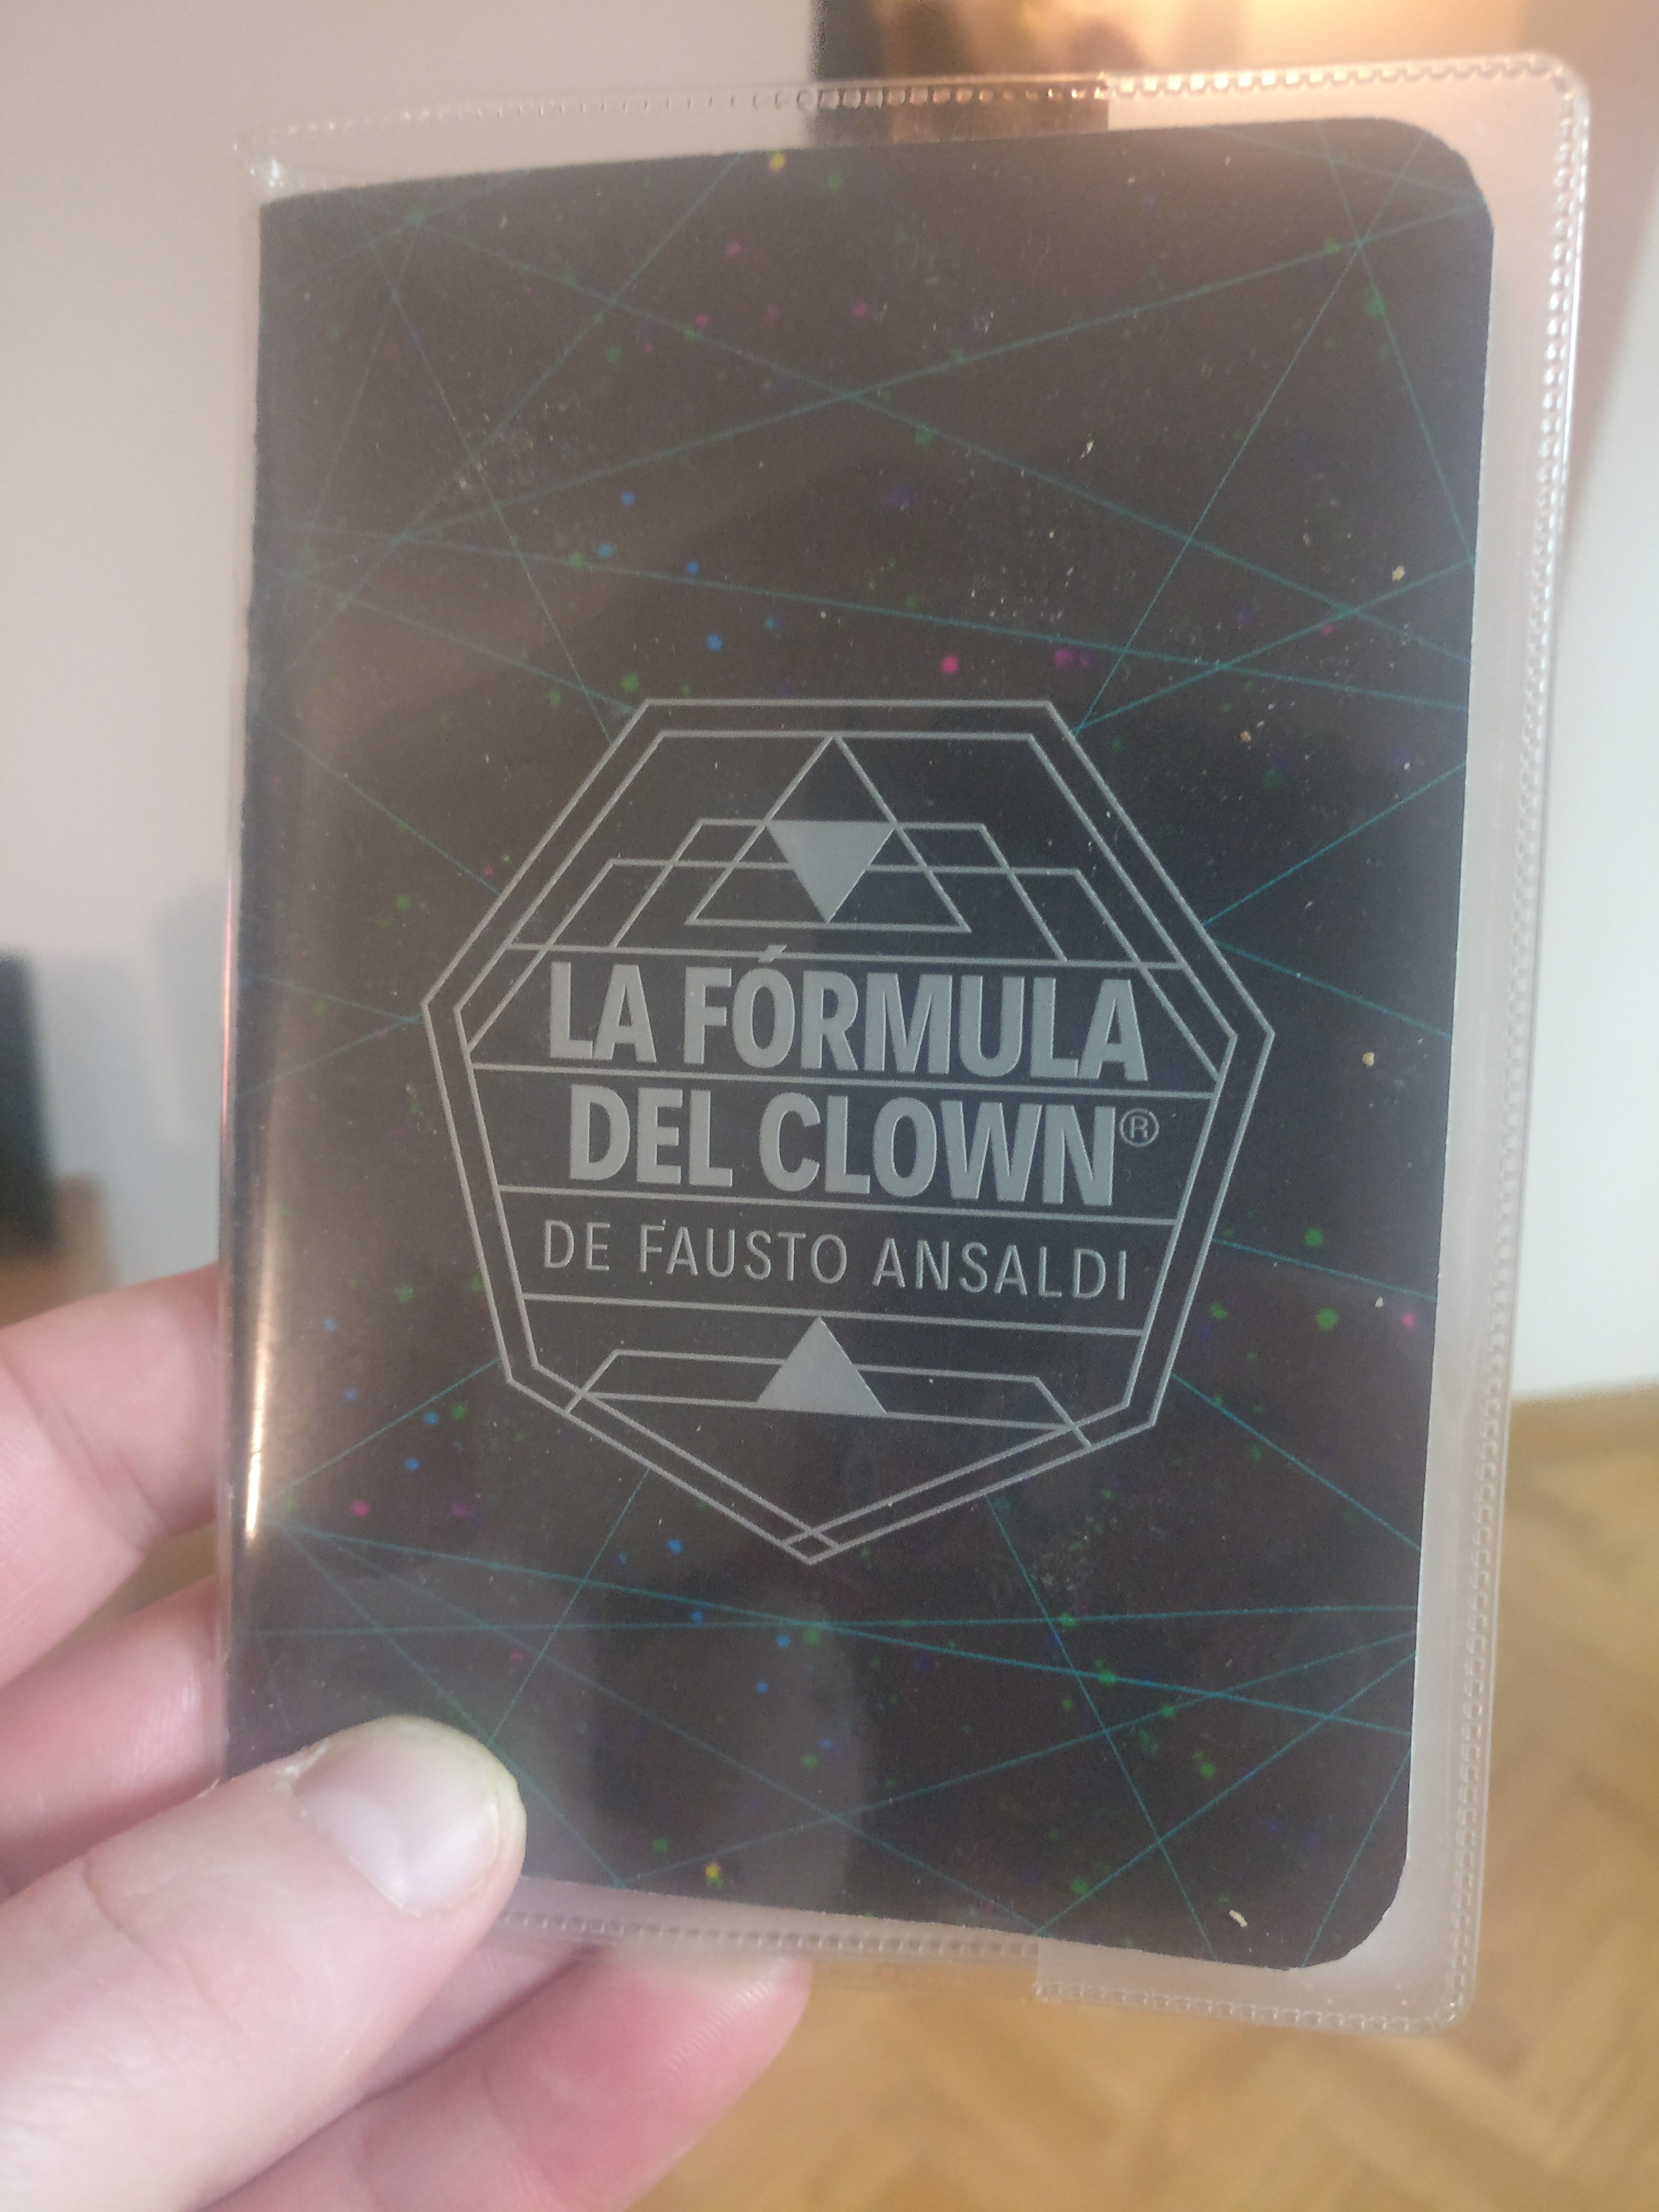 LA FÓRMULA
DEL CLOWN®
DE FAUSTO ANSALDI